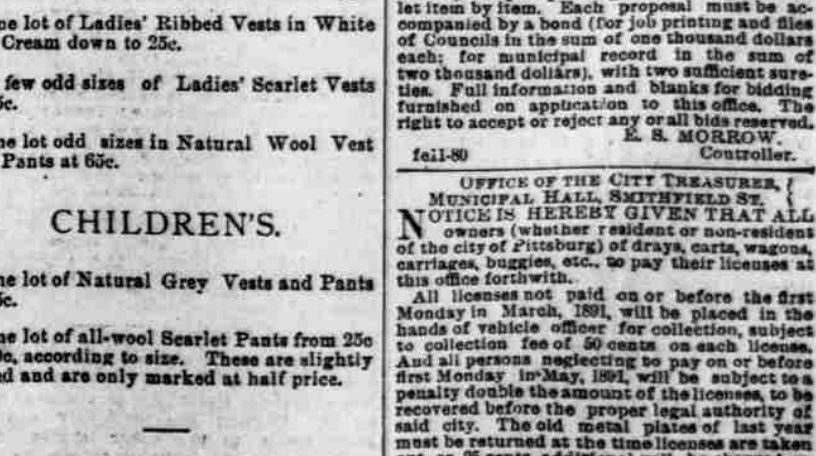 ne lot of Ladies' Ribbed Vests in White
Cream down to 25c.
few odd sizes of Ladies' Scarlet Vests
5c.
ne lot odd sizes in Natural Wool Vest
Pants at 65c.
CHILDREN'S.
ne lot of Natural Grey Vests and Pants
5c.
ne lot of all-wool Scarlet Pants from 25c
0c, according to size. These are slightly
ed and are only marked at half price.
let item by item. Each proposal must be ac-
companied by a bond (for job printing and files
of Councils in the sum of one thousand dollars
each; for municipal record in the sum of
two thousand dollars), with two sufficient sure-
ties. Full information and blanks for bidding
furnished on application to this office. The
right to accept or reject any or all bids reserved.
E. S. MORROW.
fe11-80 Controller.
OFFICE OF THE CITY TREASURER,
MUNICIPAL HALL, SMITHFIELD ST.
NOTICE IS HEREBY GIVEN THAT ALL
owners (whether resident or non-resident
of the city of Pittsburg) of drays, carts, wagons,
carriages, buggies, etc., to pay their licenses at
this office forthwith.
All licenses not paid on or before the first
Monday in March, 1891, will be placed in the
hands of vehicle officer for collection, subject
to collection fee of 50 cents on each license.
And all persons neglecting to pay on or before
first Monday in May, 1891, will be subject to a
penalty double the amount of the licenses, to be
recovered before the proper legal authority of
said city. The old metal plates of last year
must be returned at the time licenses are taken